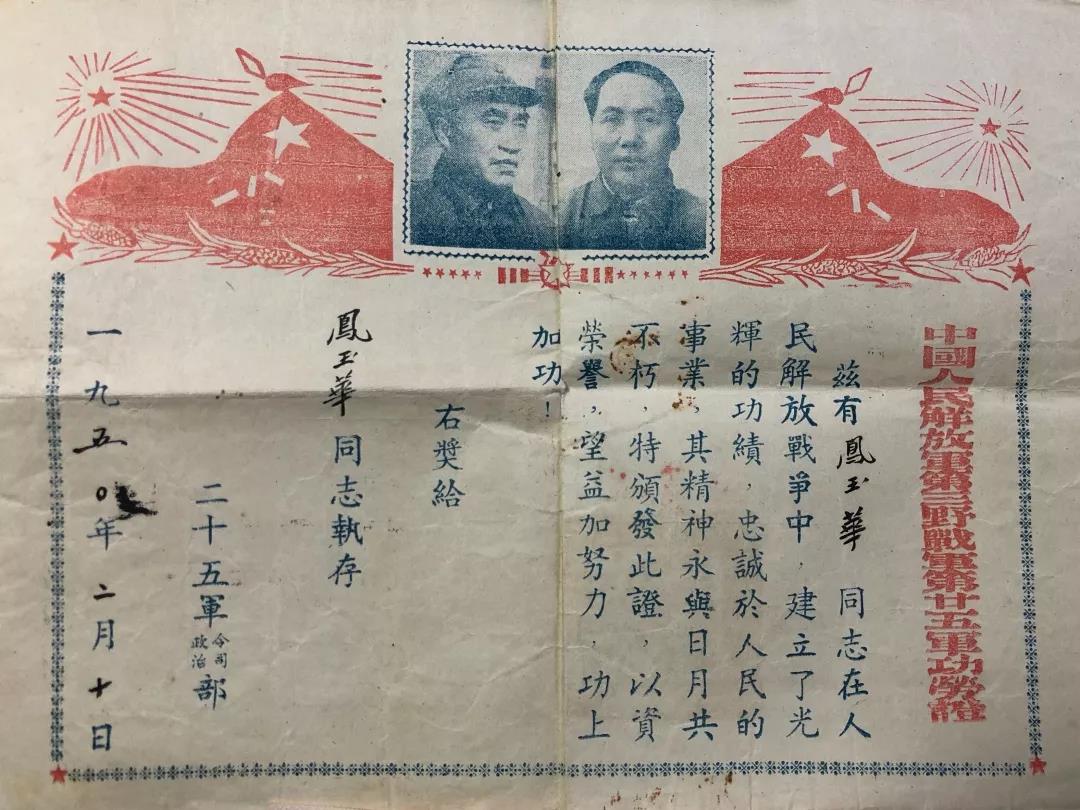 中國人民解放軍第三野戰軍第廿五軍功勞證
茲有鳳玉華同志在人
民解放戰爭中，建立了光
輝的功績，忠誠於人民的
事業，其精神永與日月共
不朽，特頒發此證，以資
榮譽，望益加努力，功上
加功！
右獎給
鳳玉華同志執存
二十五軍司令政治部
一九五〇年二月十日